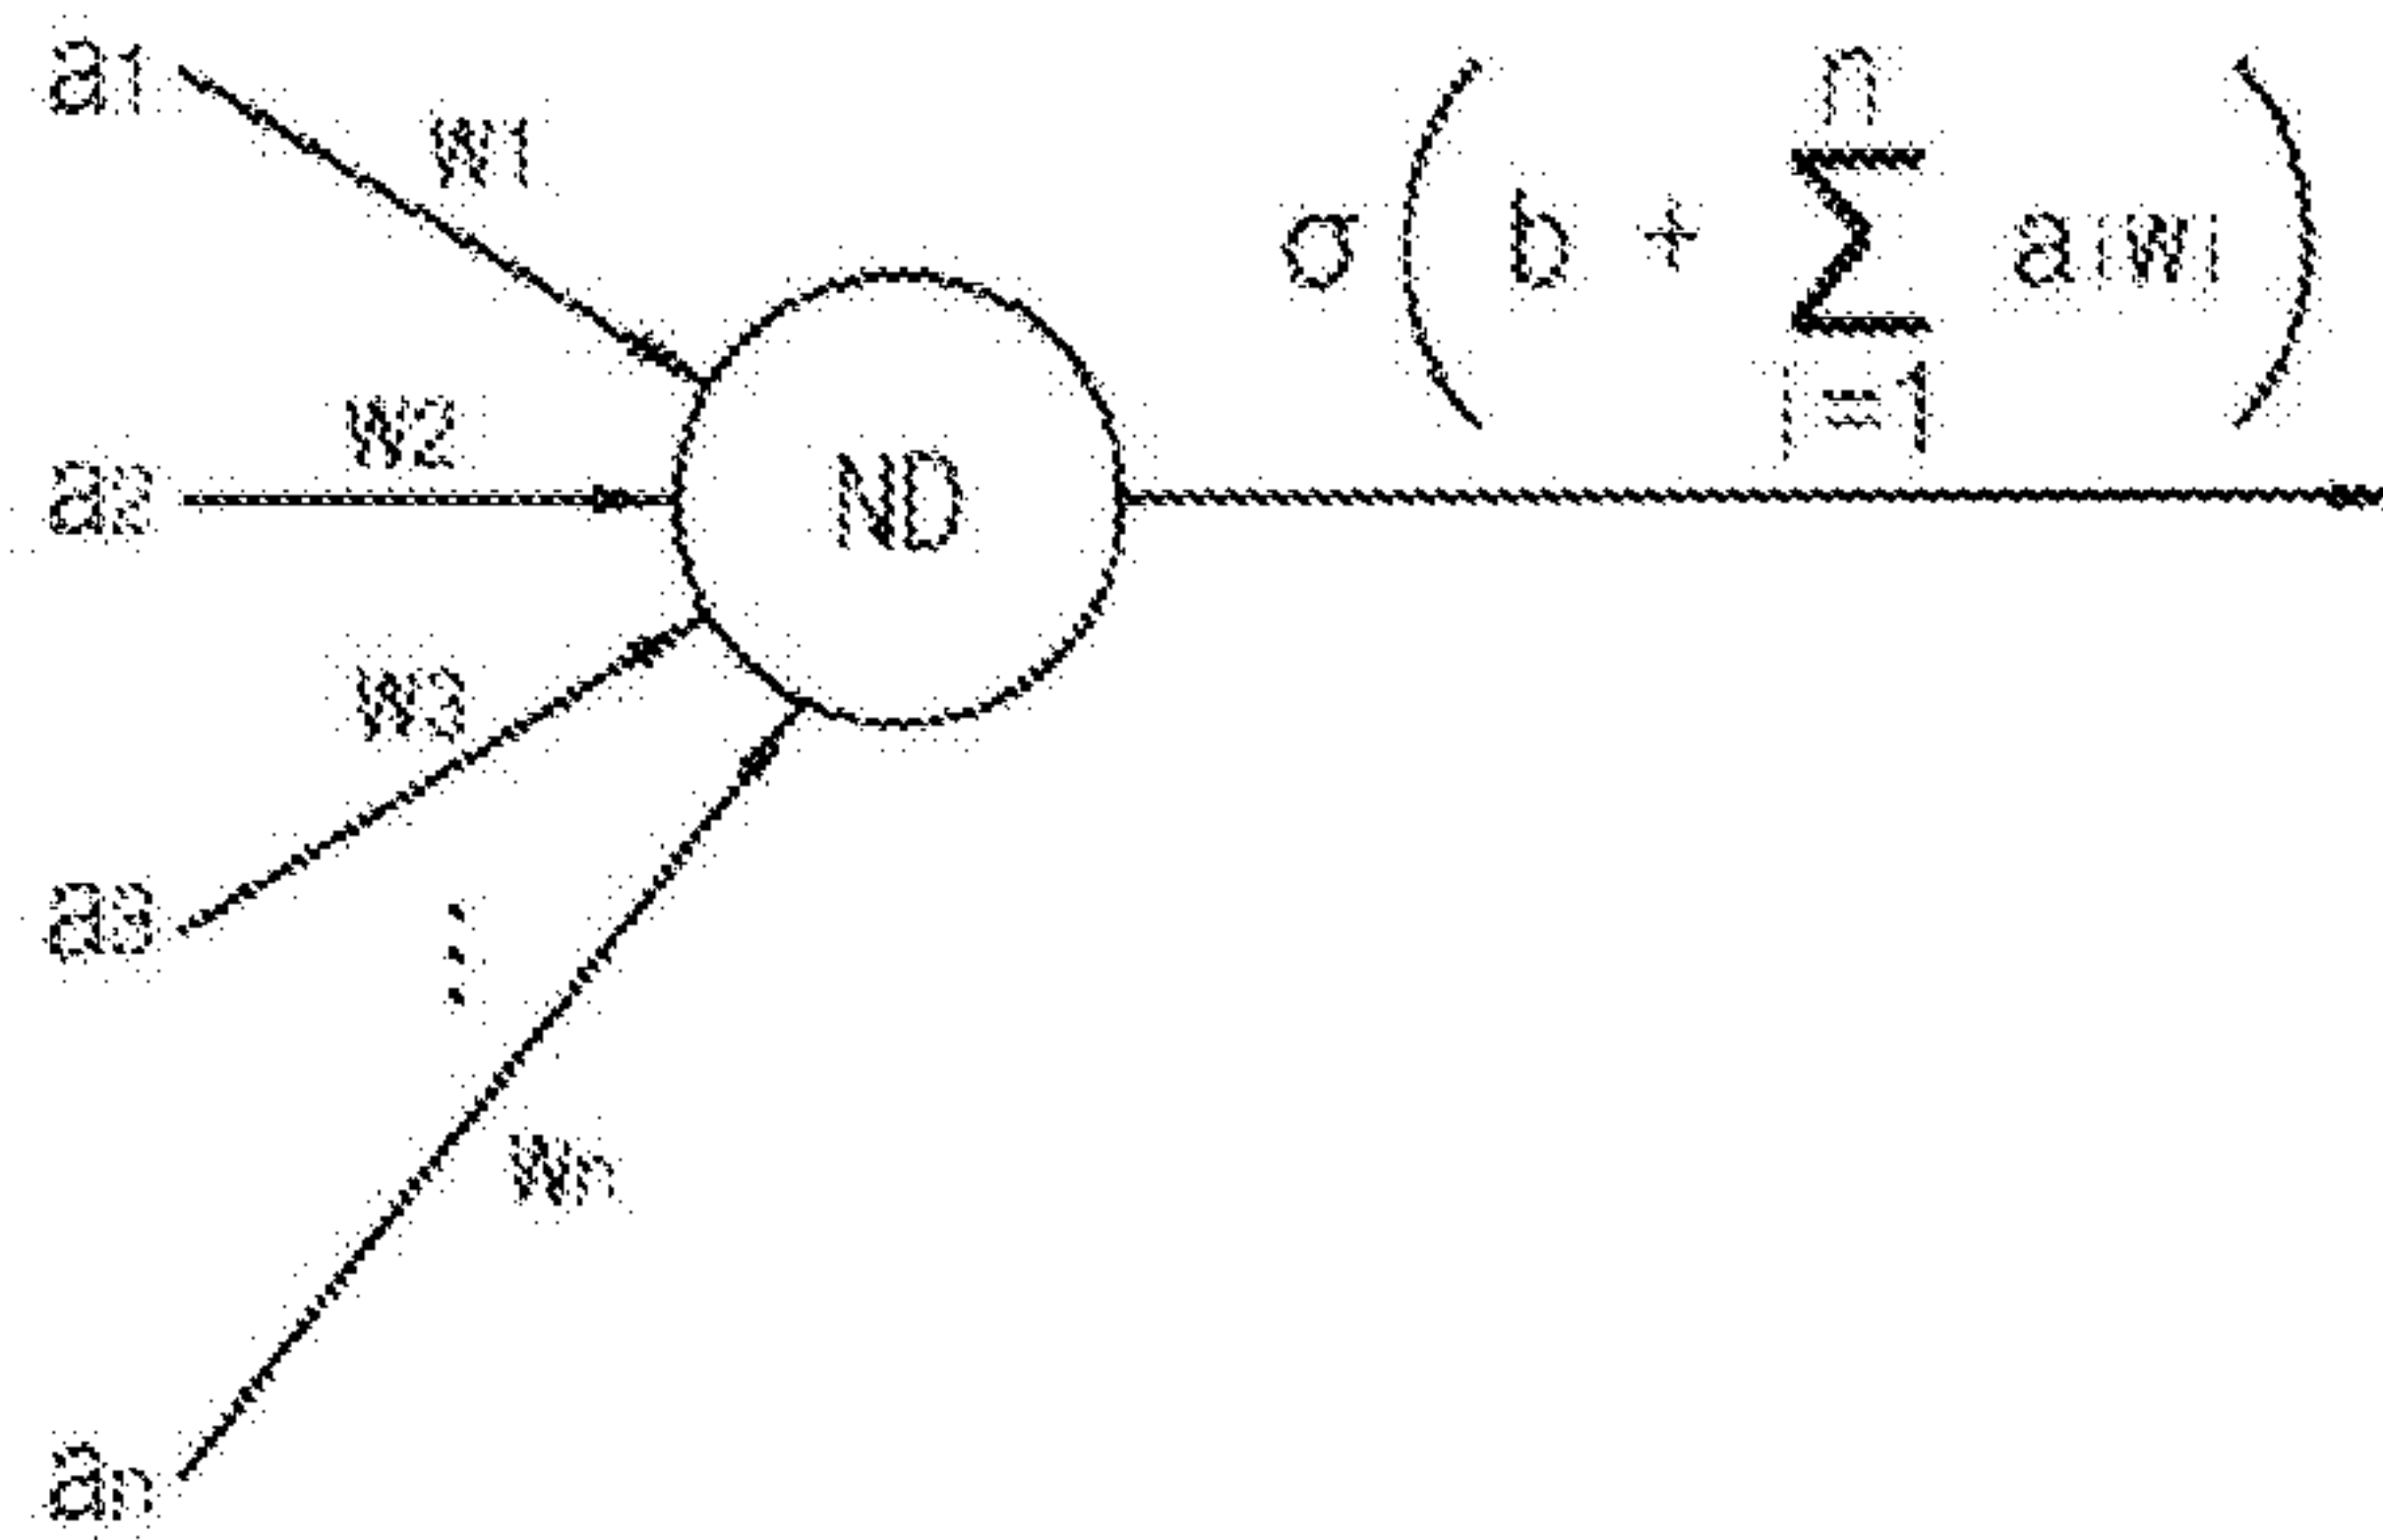 a1
W1
n
σ ( b + Σ aiwi )
i=1
W2
a2
ND
W3
a3
Wn
an